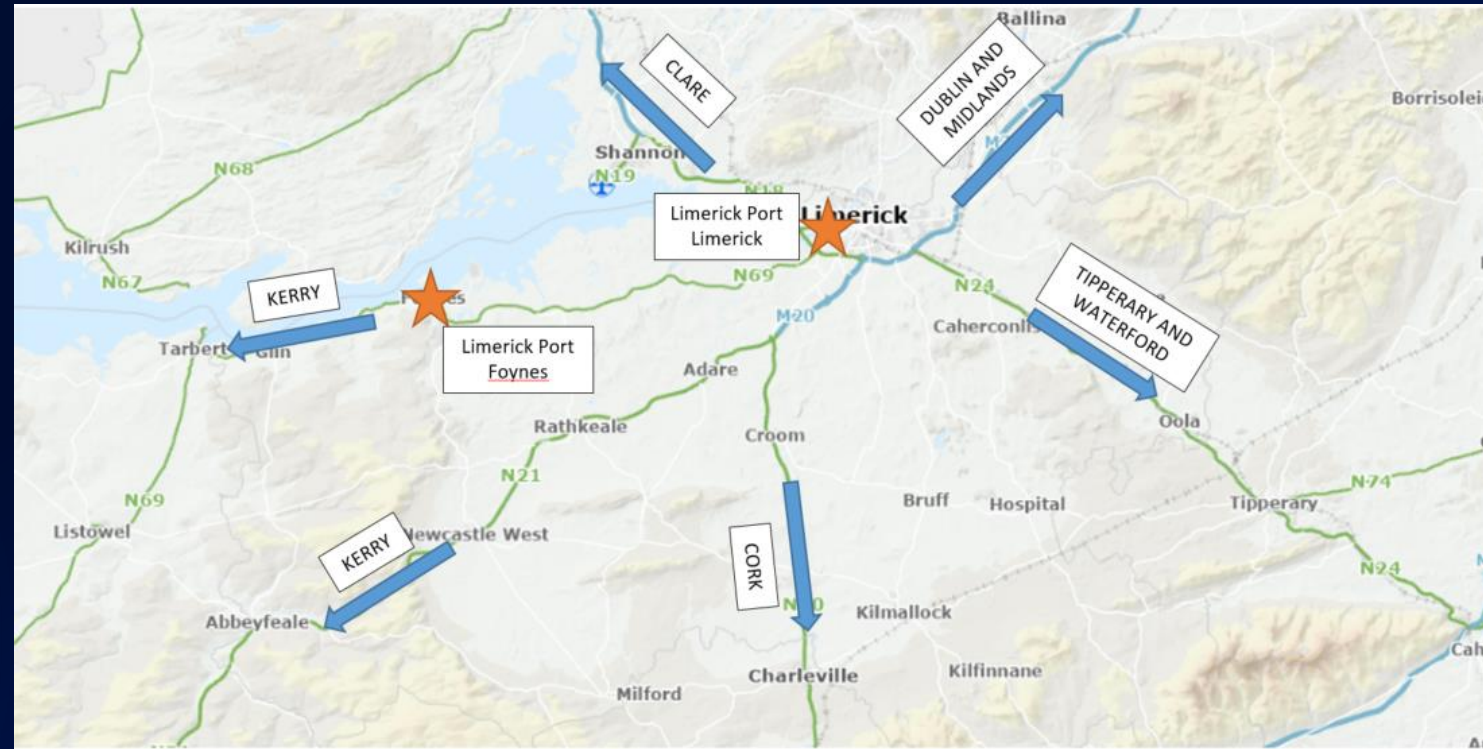 Ballina
CLARE
DUBLIN AND
MIDLANDS
Borrisolei
N68
Shannon
N19
N18
Limerick Port
Limerick
Limerick
Kilrush
N67
KERRY
N69
N24
TIPPERARY AND
WATERFORD
M20
Caherconli
Tarbert
Glin
Limerick Port
Foynes
Adare
Rathkeale
Croom
Oola
N21
N69
Bruff
Hospital
N74
Tipperary
Listowel
Newcastle West
KERRY
CORK
N24
Abbeyfeale
Kilmallock
Charleville
Kilfinnane
Milford
Cah